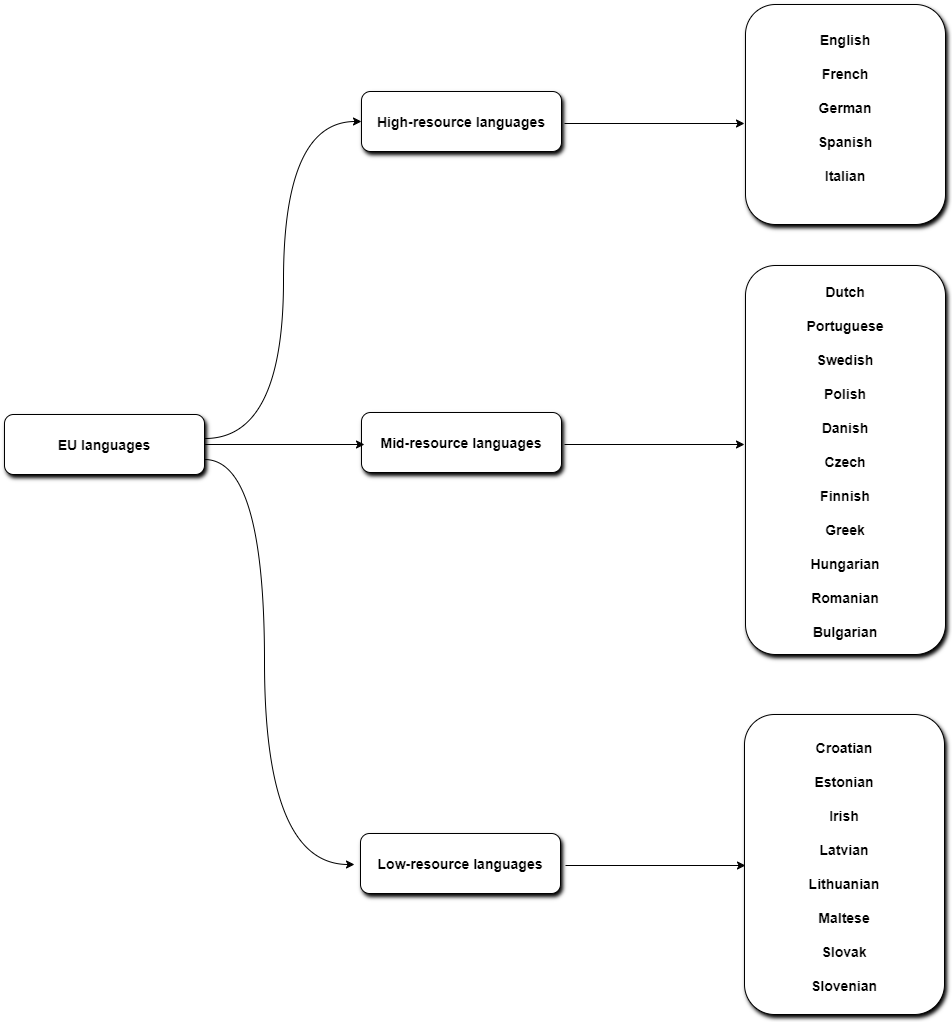 EU languages
High-resource languages
English
French
German
Spanish
Italian
Mid-resource languages
Dutch
Portuguese
Swedish
Polish
Danish
Czech
Finnish
Greek
Hungarian
Romanian
Bulgarian
Low-resource languages
Croatian
Estonian
Irish
Latvian
Lithuanian
Maltese
Slovak
Slovenian